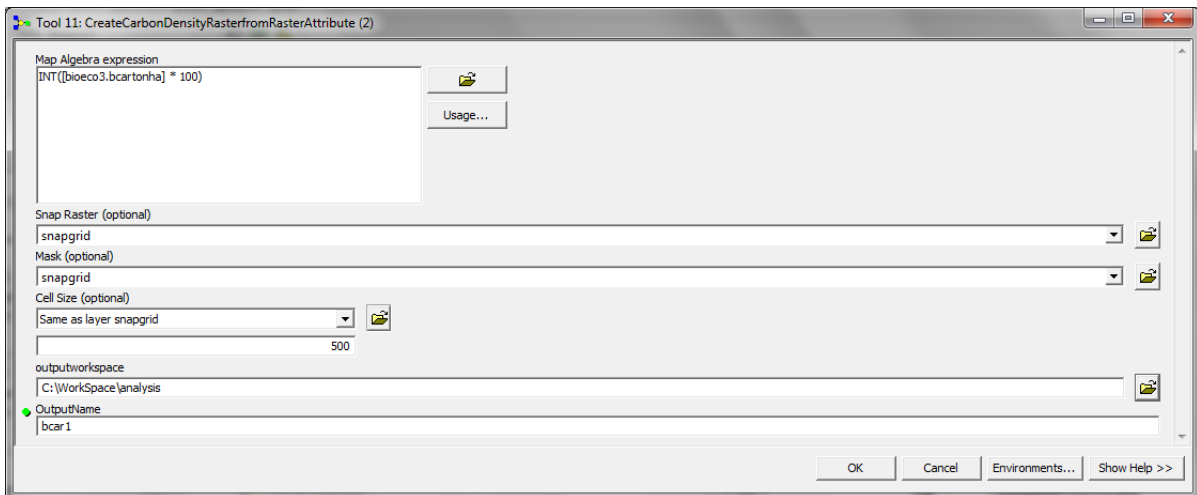 Tool 11: CreateCarbonDensityRasterfromRasterAttribute (2)
Map Algebra expression
INT([bioeco3.bcartonha] * 100)
Usage...
Snap Raster (optional)
snapgrid
Mask (optional)
snapgrid
Cell Size (optional)
Same as layer snapgrid
500
outputworkspace
C:\WorkSpace\analysis
OutputName
bcar1
OK Cancel Environments... Show Help >>